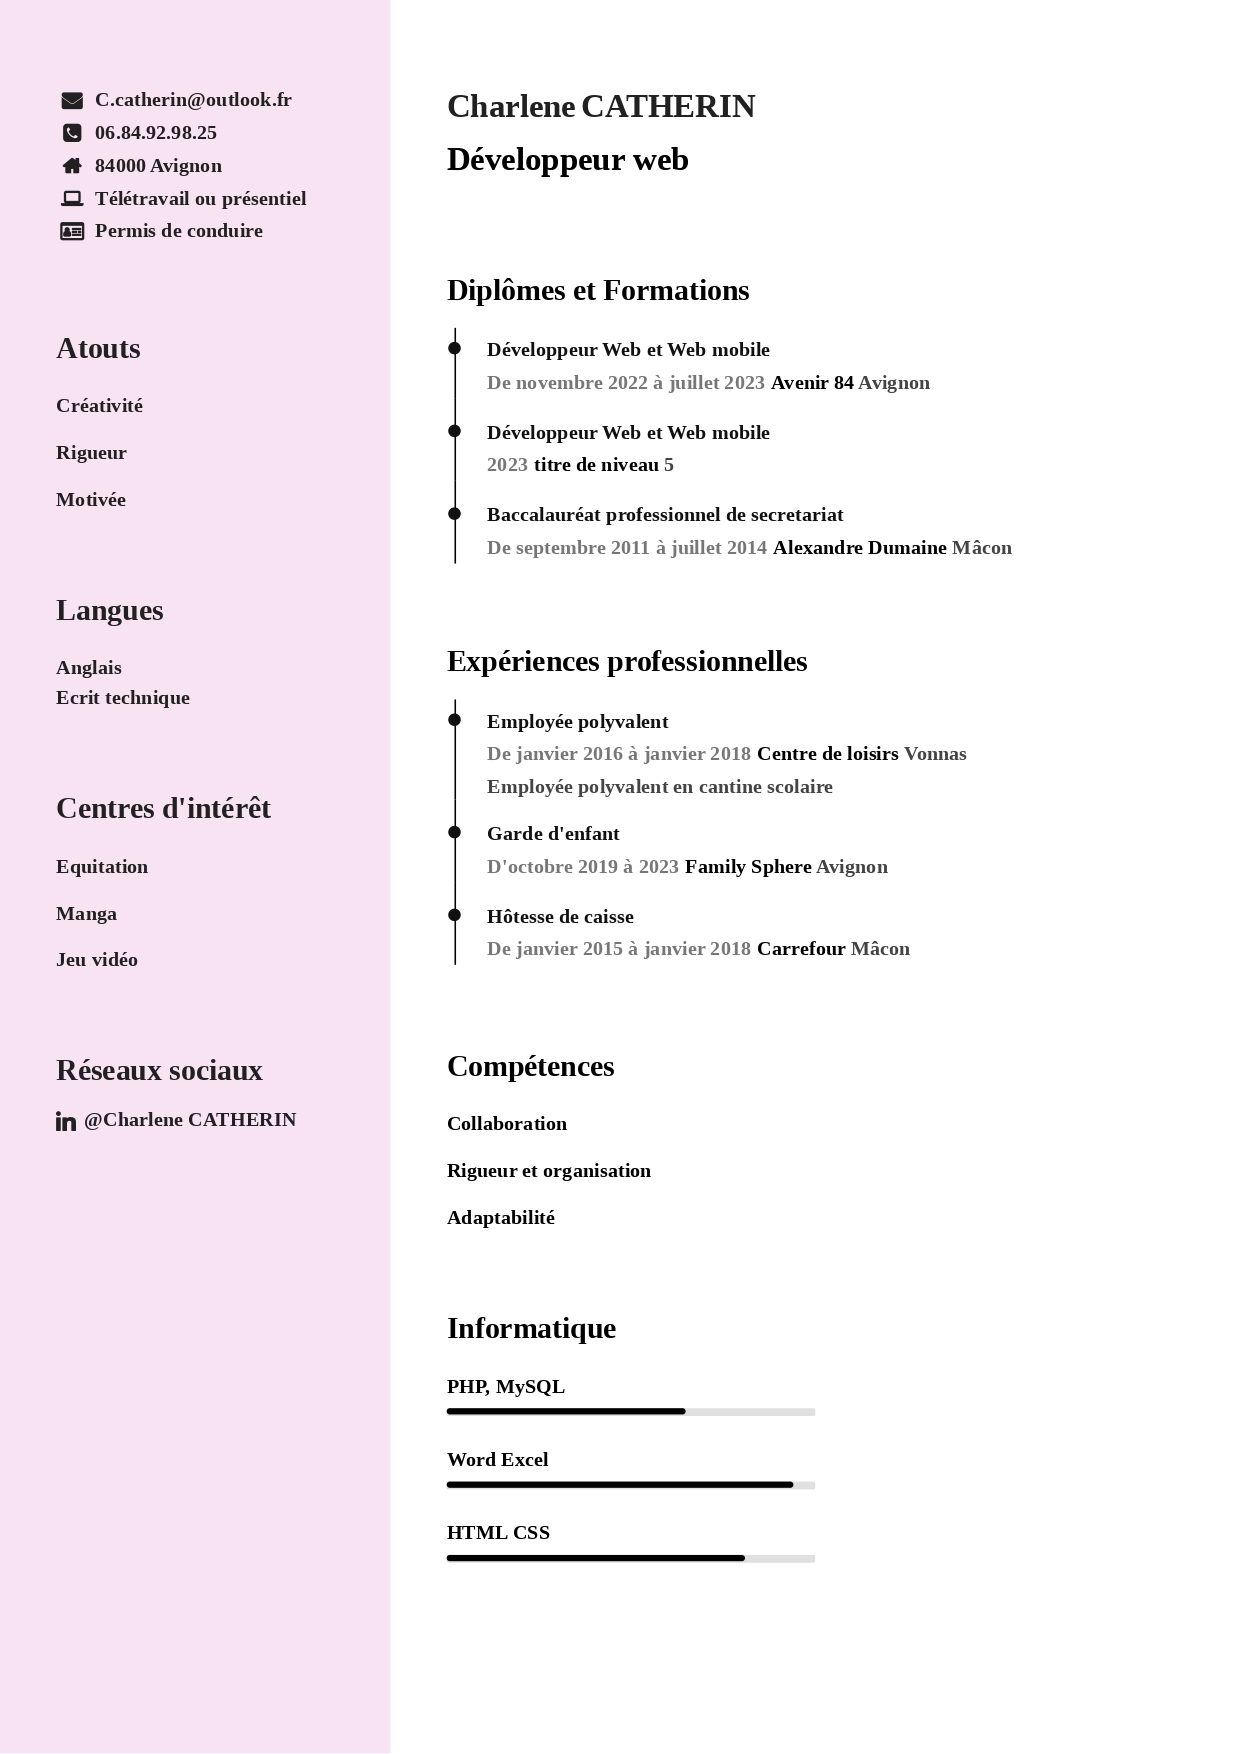 C.catherin@outlook.fr
06.84.92.98.25
84000 Avignon
Télétravail ou présentiel
Permis de conduire
Atouts
Créativité
Rigueur
Motivée
Langues
Anglais
Ecrit technique
Centres d'intérêt
Equitation
Manga
Jeu vidéo
Réseaux sociaux
in @Charlene CATHERIN
Charlene CATHERIN
Développeur web
Diplômes et Formations
Développeur Web et Web mobile
De novembre 2022 à juillet 2023 Avenir 84 Avignon
Développeur Web et Web mobile
2023 titre de niveau 5
Baccalauréat professionnel de secretariat
De septembre 2011 à juillet 2014 Alexandre Dumaine Mâcon
Expériences professionnelles
Employée polyvalent
De janvier 2016 à janvier 2018 Centre de loisirs Vonnas
Employée polyvalent en cantine scolaire
Garde d'enfant
D'octobre 2019 à 2023 Family Sphere Avignon
Hôtesse de caisse
De janvier 2015 à janvier 2018 Carrefour Mâcon
Compétences
Collaboration
Rigueur et organisation
Adaptabilité
Informatique
PHP, MySQL
Word Excel
HTML CSS